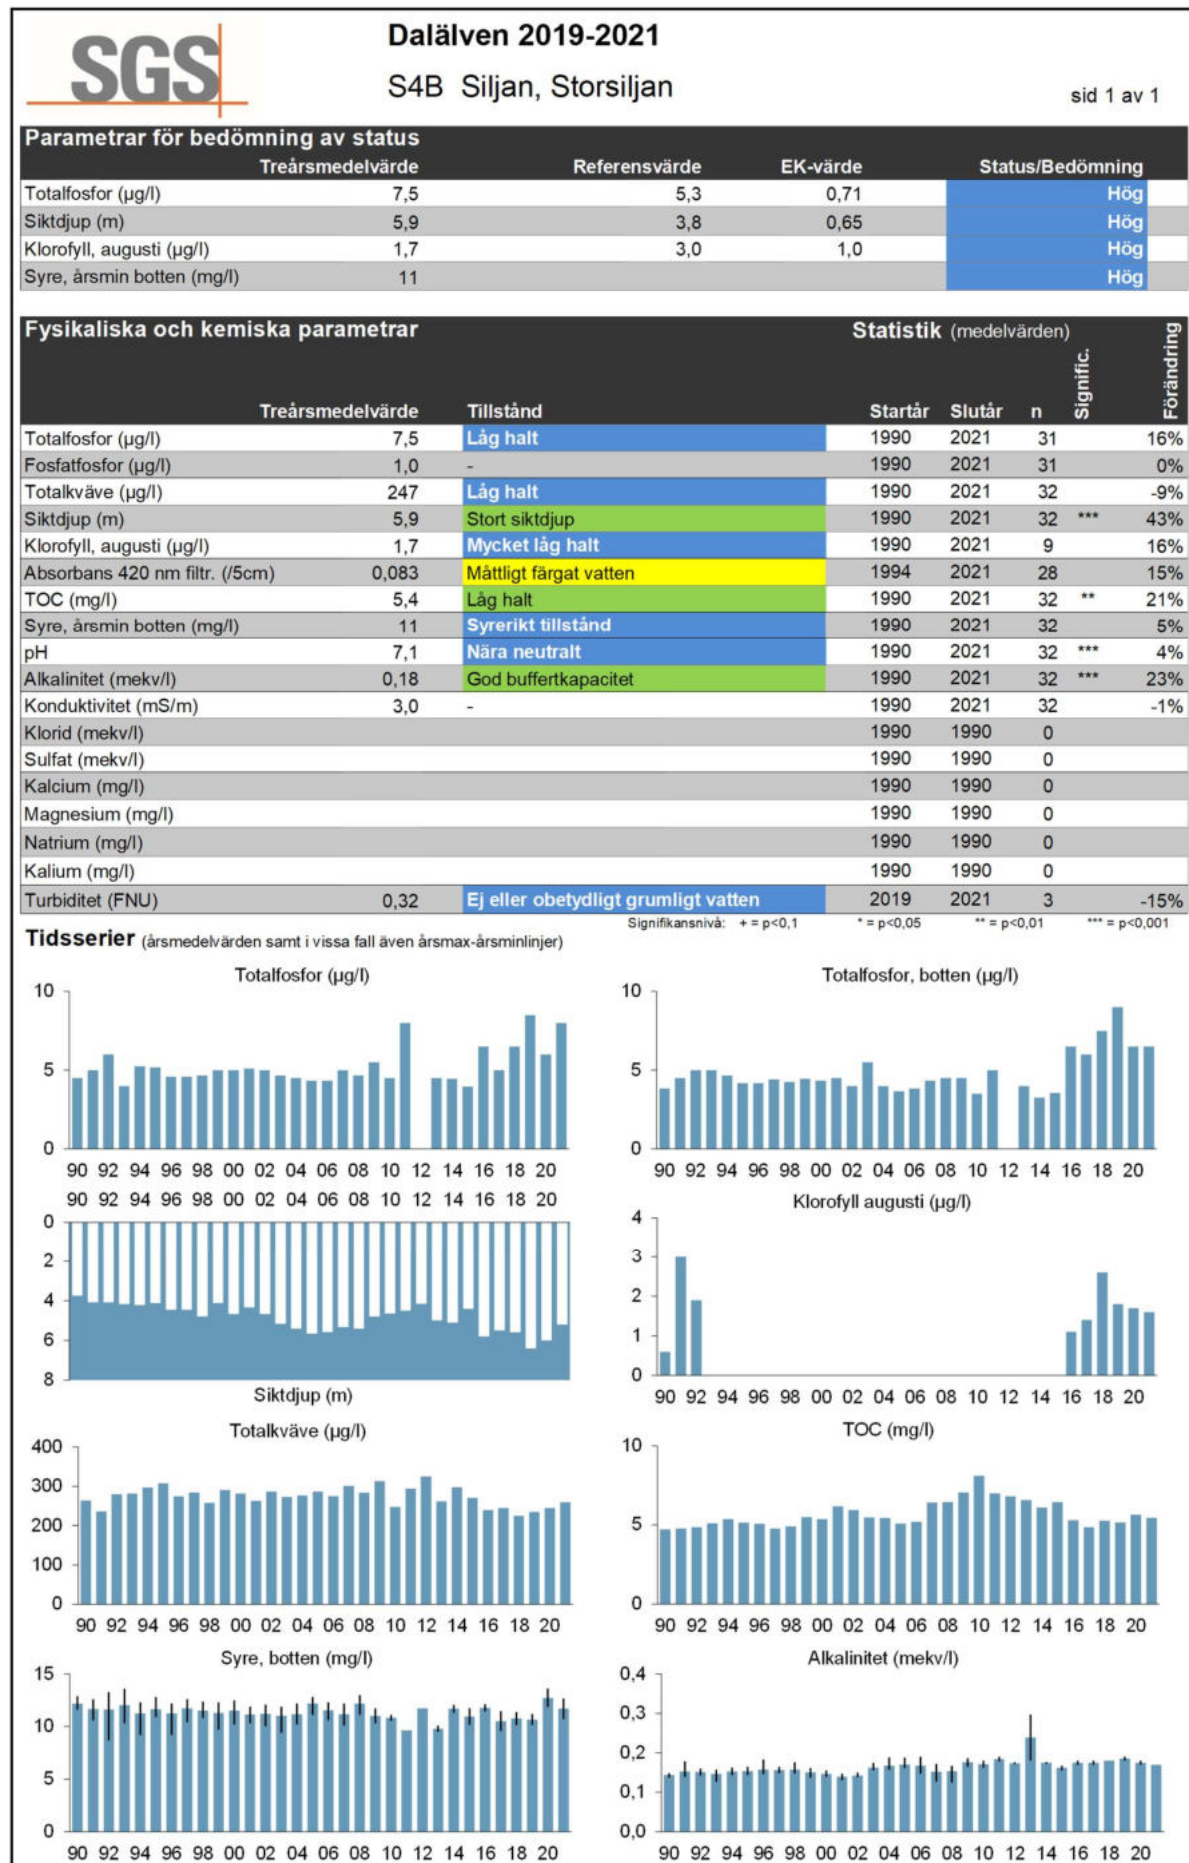 SGS
Dalälven 2019-2021
S4B Siljan, Storsiljan
sid 1 av 1
Parametrar för bedömning av status
Treårsmedelvärde Referensvärde EK-värde Status/Bedömning
Totalfosfor (µg/l) 7,5 5,3 0,71 Hög
Siktdjup (m) 5,9 3,8 0,65 Hög
Klorofyll, augusti (µg/l) 1,7 3,0 1,0 Hög
Syre, årsmin botten (mg/l) 11 Hög
Fysikaliska och kemiska parametrar Statistik (medelvärden)
Treårsmedelvärde Tillstånd Startår Slutår n Signific. Förändring
Totalfosfor (µg/l) 7,5 Låg halt 1990 2021 31 16%
Fosfatfosfor (µg/l) 1,0 - 1990 2021 31 0%
Totalkväve (µg/l) 247 Låg halt 1990 2021 32 -9%
Siktdjup (m) 5,9 Stort siktdjup 1990 2021 32 *** 43%
Klorofyll, augusti (µg/l) 1,7 Mycket låg halt 1990 2021 9 16%
Absorbans 420 nm filtr. (/5cm) 0,083 Måttligt färgat vatten 1994 2021 28 15%
TOC (mg/l) 5,4 Låg halt 1990 2021 32 ** 21%
Syre, årsmin botten (mg/l) 11 Syrerikt tillstånd 1990 2021 32 5%
pH 7,1 Nära neutralt 1990 2021 32 *** 4%
Alkalinitet (mekv/l) 0,18 God buffertkapacitet 1990 2021 32 *** 23%
Konduktivitet (mS/m) 3,0 - 1990 2021 32 -1%
Klorid (mekv/l) 1990 1990 0
Sulfat (mekv/l) 1990 1990 0
Kalcium (mg/l) 1990 1990 0
Magnesium (mg/l) 1990 1990 0
Natrium (mg/l) 1990 1990 0
Kalium (mg/l) 1990 1990 0
Turbiditet (FNU) 0,32 Ej eller obetydligt grumligt vatten 2019 2021 3 -15%
Signifikansnivå: + = p<0,1 * = p<0,05 ** = p<0,01 *** = p<0,001
Tidsserier (årsmedelvärden samt i vissa fall även årsmax-årsminlinjer)
Totalfosfor (µg/l)
10
5
0
90 92 94 96 98 00 02 04 06 08 10 12 14 16 18 20
Totalfosfor, botten (µg/l)
10
5
0
90 92 94 96 98 00 02 04 06 08 10 12 14 16 18 20
90 92 94 96 98 00 02 04 06 08 10 12 14 16 18 20
0
2
4
6
8
Siktdjup (m)
Klorofyll augusti (µg/l)
4
3
2
1
0
90 92 94 96 98 00 02 04 06 08 10 12 14 16 18 20
Totalkväve (µg/l)
400
300
200
100
0
90 92 94 96 98 00 02 04 06 08 10 12 14 16 18 20
TOC (mg/l)
10
5
0
90 92 94 96 98 00 02 04 06 08 10 12 14 16 18 20
Syre, botten (mg/l)
15
10
5
0
90 92 94 96 98 00 02 04 06 08 10 12 14 16 18 20
Alkalinitet (mekv/l)
0,4
0,3
0,2
0,1
0,0
90 92 94 96 98 00 02 04 06 08 10 12 14 16 18 20